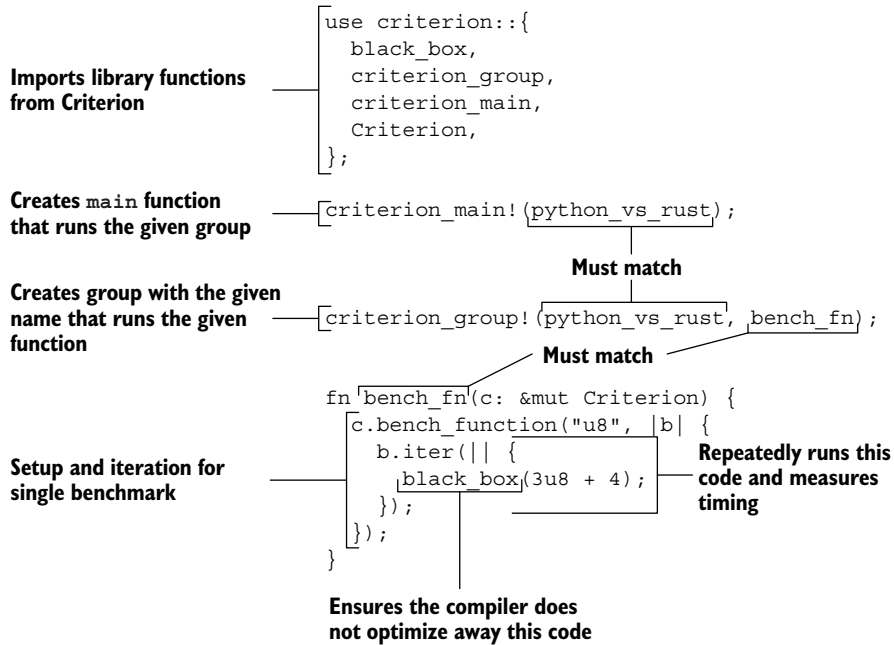 use criterion::{
black_box,
criterion_group,
criterion_main,
Criterion,
};
Imports library functions
from Criterion
Creates main function
that runs the given group
criterion_main!(python_vs_rust);
Must match
Creates group with the given
name that runs the given
function
criterion_group!(python_vs_rust, bench_fn);
Must match
fn bench_fn(c: &mut Criterion) {
c.bench_function("u8", |b| {
b.iter(|| {
black_box(3u8 + 4);
});
});
}
Setup and iteration for
single benchmark
Repeatedly runs this
code and measures
timing
Ensures the compiler does
not optimize away this code